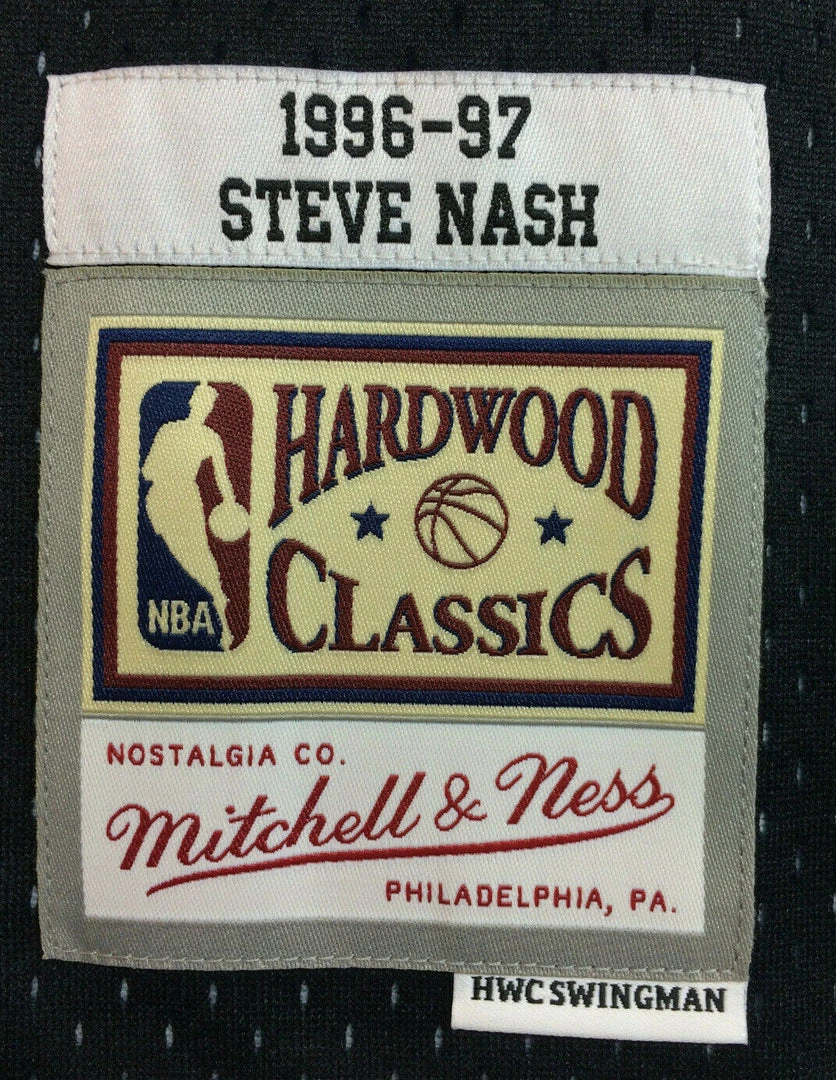 1996-97
STEVE NASH
HARDWOOD
CLASSICS
NBA
NOSTALGIA CO.
Mitchell & Ness
PHILADELPHIA, PA.
HWC SWINGMAN